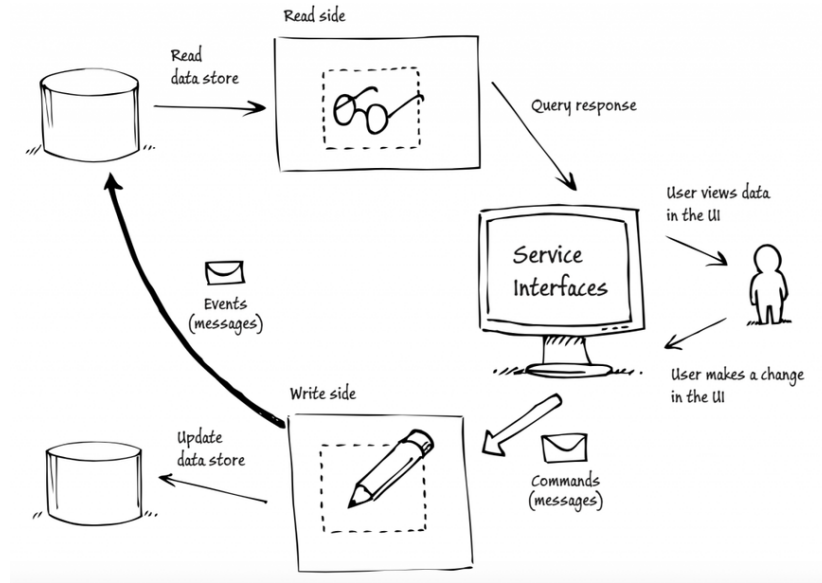 Read side
Read
data store
Query response
User views data
in the UI
Service
Interfaces
Events
(messages)
User makes a change
in the UI
Write side
Update
data store
Commands
(messages)